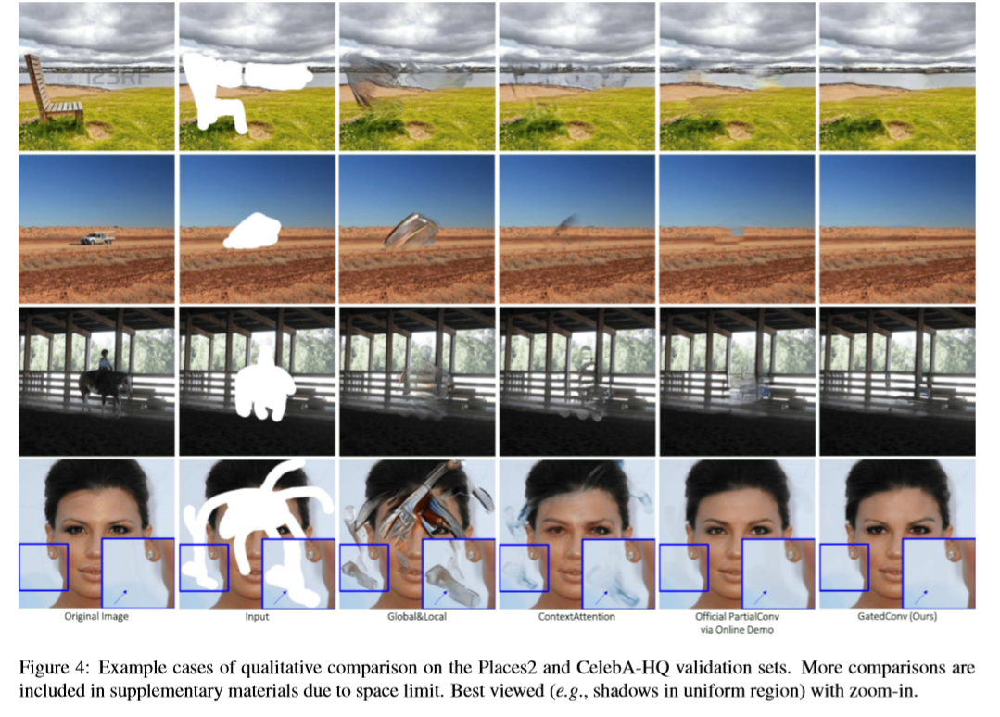 123RF
Original Image
Input
Global&Local
ContextAttention
Official PartialConv
via Online Demo
GatedConv (Ours)
Figure 4: Example cases of qualitative comparison on the Places2 and CelebA-HQ validation sets. More comparisons are
included in supplementary materials due to space limit. Best viewed (e.g., shadows in uniform region) with zoom-in.